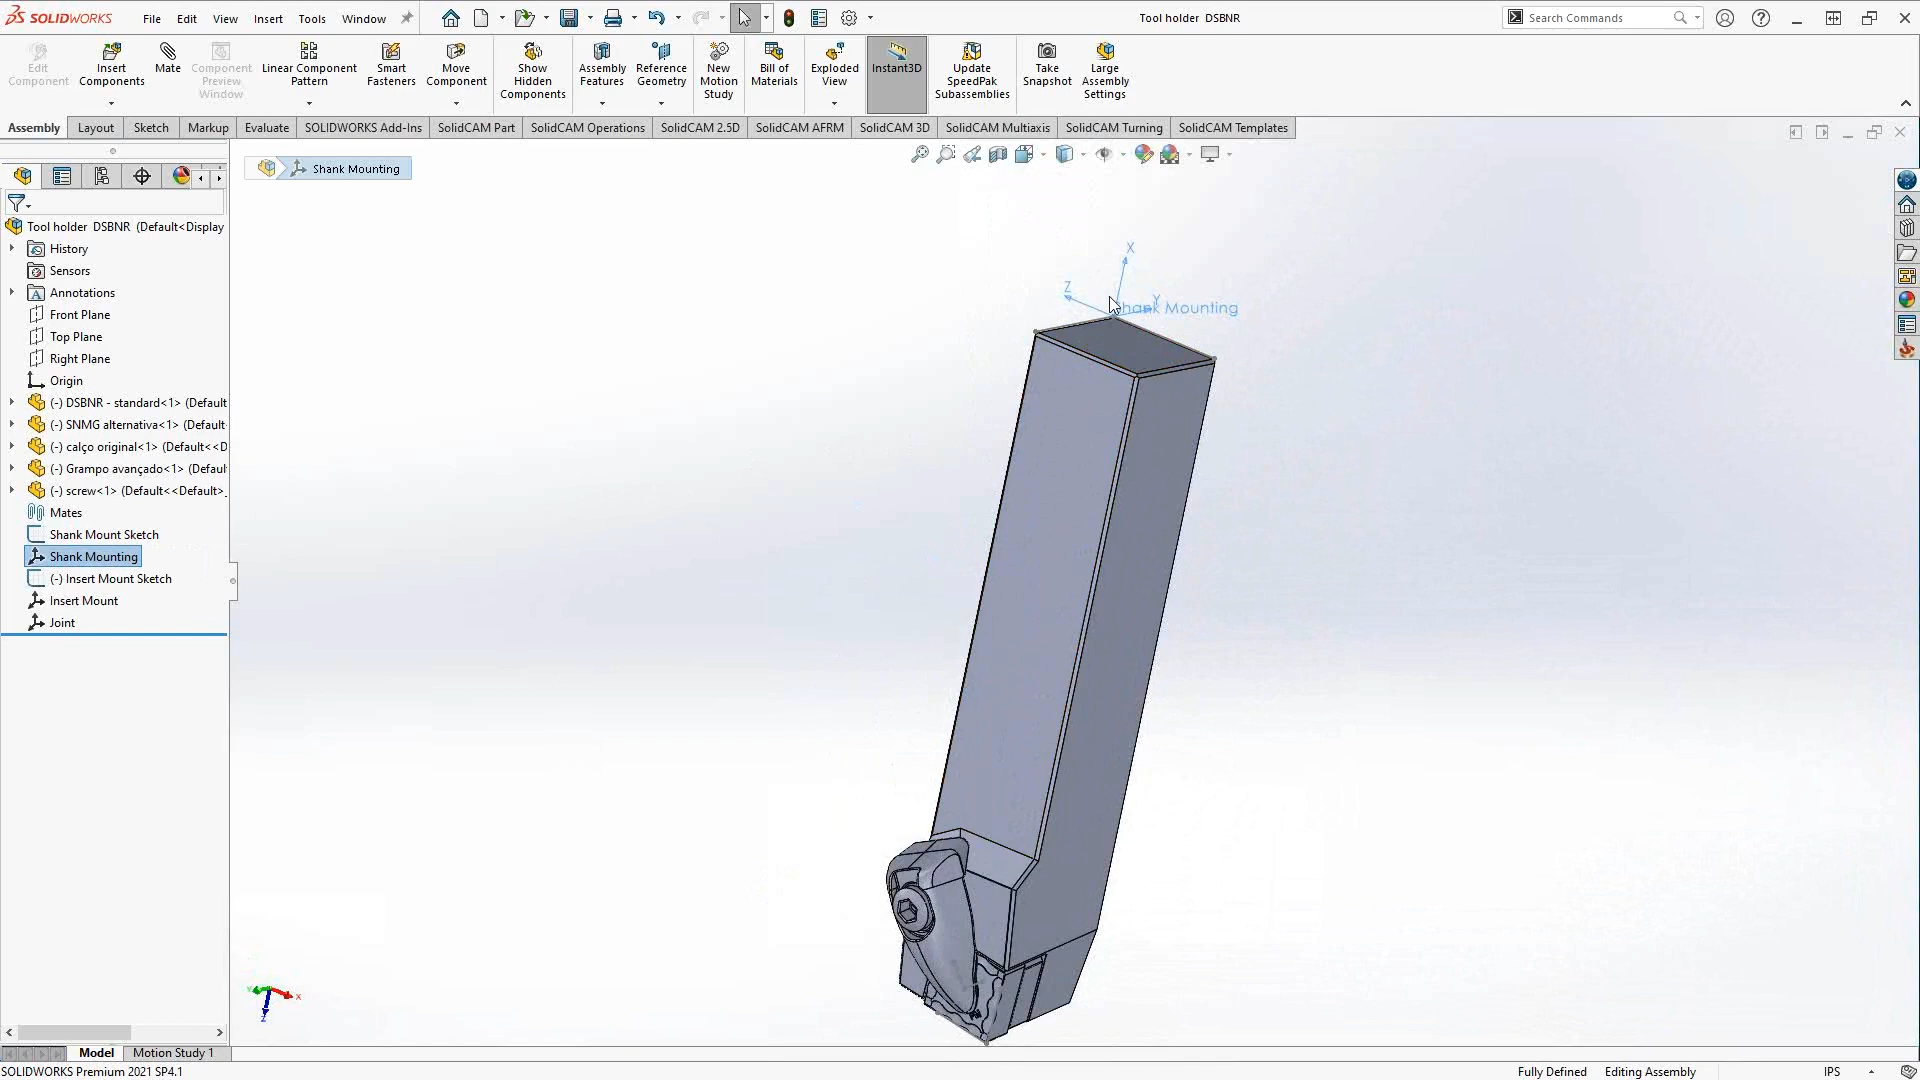 SOLIDWORKS
File Edit View Insert Tools Window
Tool holder DSBNR
Search Commands
Edit Component
Insert Components
Mate
Component Preview Window
Linear Component Pattern
Smart Fasteners
Move Component
Show Hidden Components
Assembly Features
Reference Geometry
New Motion Study
Bill of Materials
Exploded View
Instant3D
Update SpeedPak Subassemblies
Take Snapshot
Large Assembly Settings
Assembly Layout Sketch Markup Evaluate SOLIDWORKS Add-Ins SolidCAM Part SolidCAM Operations SolidCAM 2.5D SolidCAM AFRM SolidCAM 3D SolidCAM Multiaxis SolidCAM Turning SolidCAM Templates
Shank Mounting
Tool holder DSBNR (Default<Display
History
Sensors
Annotations
Front Plane
Top Plane
Right Plane
Origin
(-) DSBNR - standard<1> (Default
(-) SNMG alternativa<1> (Default
(-) calço original<1> (Default<<D
(-) Grampo avançado<1> (Defaul
(-) screw<1> (Default<<Default>_
Mates
Shank Mount Sketch
Shank Mounting
(-) Insert Mount Sketch
Insert Mount
Joint
X
Z
Y
Shank Mounting
Y
X
Z
Model Motion Study 1
SOLIDWORKS Premium 2021 SP4.1
Fully Defined Editing Assembly IPS